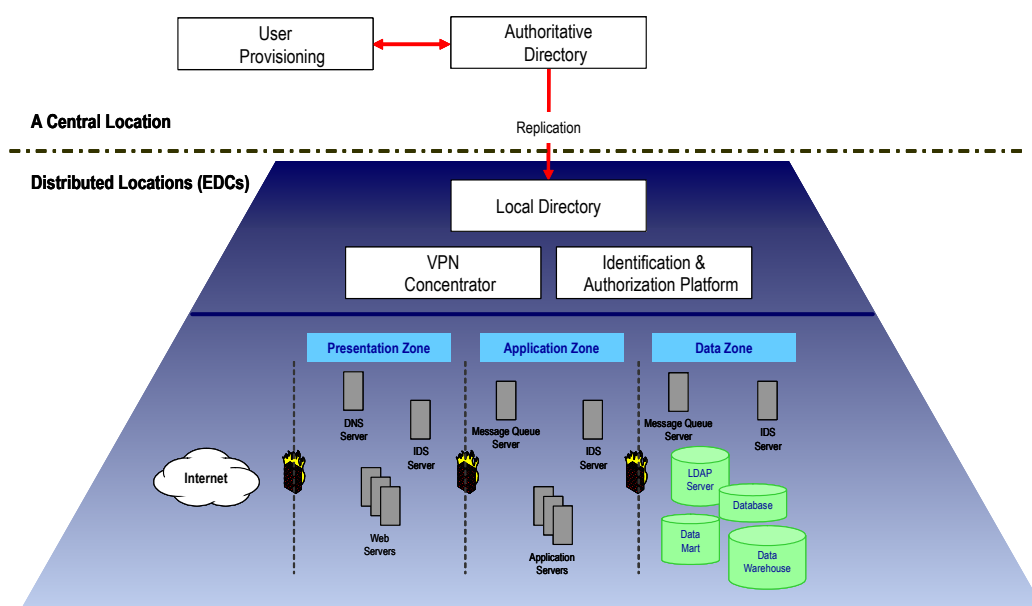 User
Provisioning
Authoritative
Directory
A Central Location
Replication
Distributed Locations (EDCs)
Local Directory
VPN
Concentrator
Identification &
Authorization Platform
Presentation Zone
Application Zone
Data Zone
DNS
Server
IDS
Server
Message Queue
Server
IDS
Server
Message Queue
Server
IDS
Server
Internet
LDAP
Server
Database
Web
Servers
Application
Servers
Data
Mart
Data
Warehouse